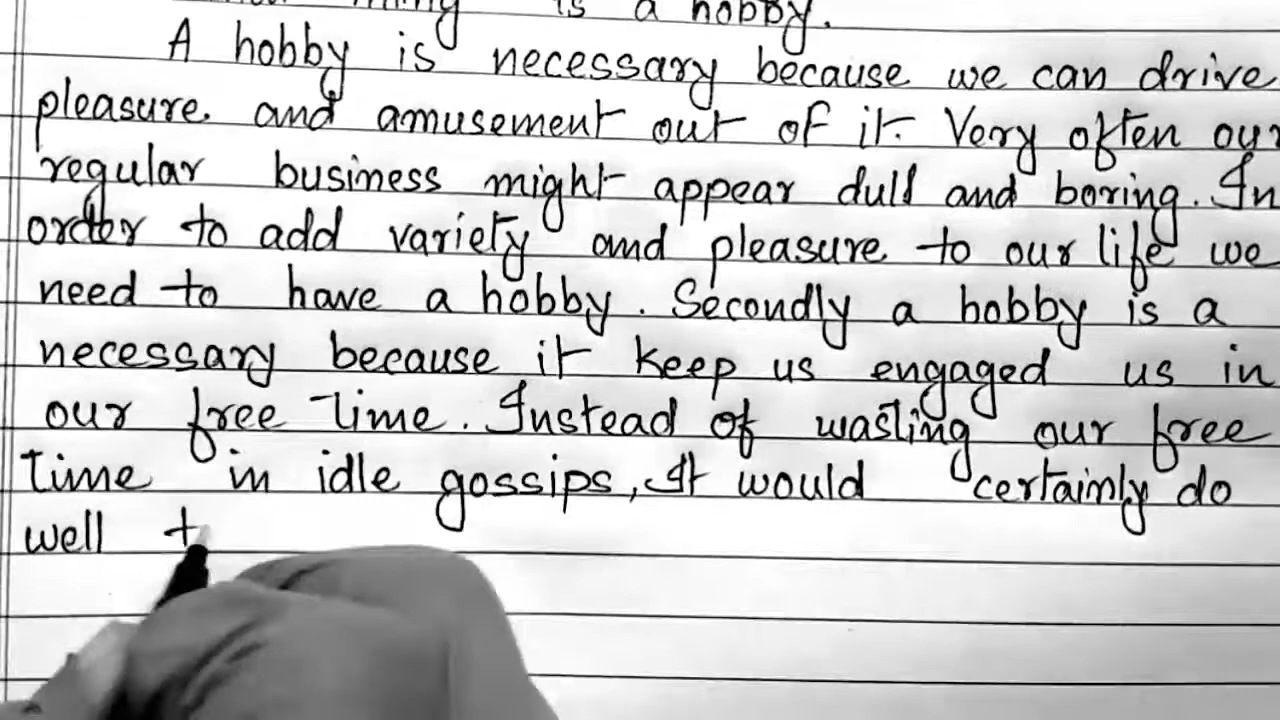 is a hobby.
A hobby is necessary because we can drive
pleasure. and amusement out of it. Very often our
regular business might appear dull and boring. In
order to add variety and pleasure to our life we
need to have a hobby. Secondly a hobby is a
necessary because it keep us engaged us in
our free time. Instead of wasting our free
time in idle gossips, It would certainly do
well t